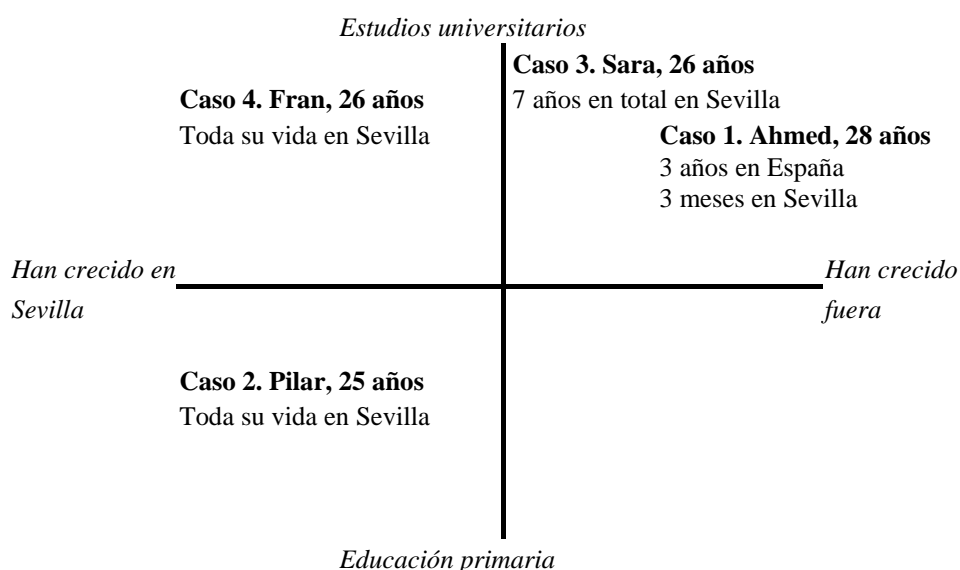 Estudios universitarios
Caso 3. Sara, 26 años
7 años en total en Sevilla
Caso 4. Fran, 26 años
Toda su vida en Sevilla
Caso 1. Ahmed, 28 años
3 años en España
3 meses en Sevilla
Han crecido en
Sevilla
Han crecido
fuera
Caso 2. Pilar, 25 años
Toda su vida en Sevilla
Educación primaria